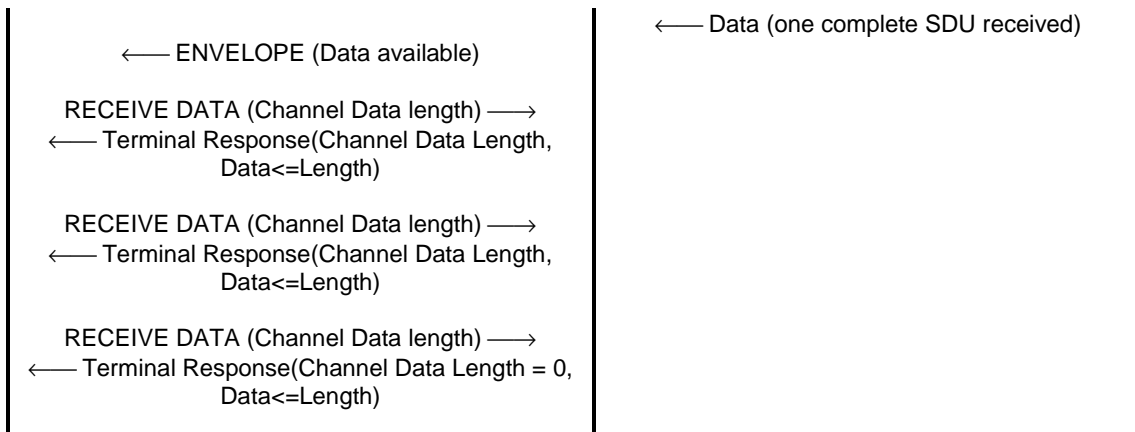 ⟵ Data (one complete SDU received)
⟵ ENVELOPE (Data available)
RECEIVE DATA (Channel Data length) ⟶
⟵ Terminal Response(Channel Data Length,
Data<=Length)
RECEIVE DATA (Channel Data length) ⟶
⟵ Terminal Response(Channel Data Length,
Data<=Length)
RECEIVE DATA (Channel Data length) ⟶
⟵ Terminal Response(Channel Data Length = 0,
Data<=Length)